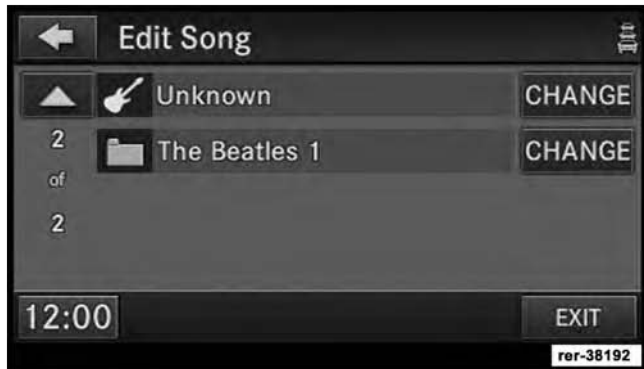 Edit Song
Unknown CHANGE
2 The Beatles 1 CHANGE
of
2
12:00 EXIT
rer-38192